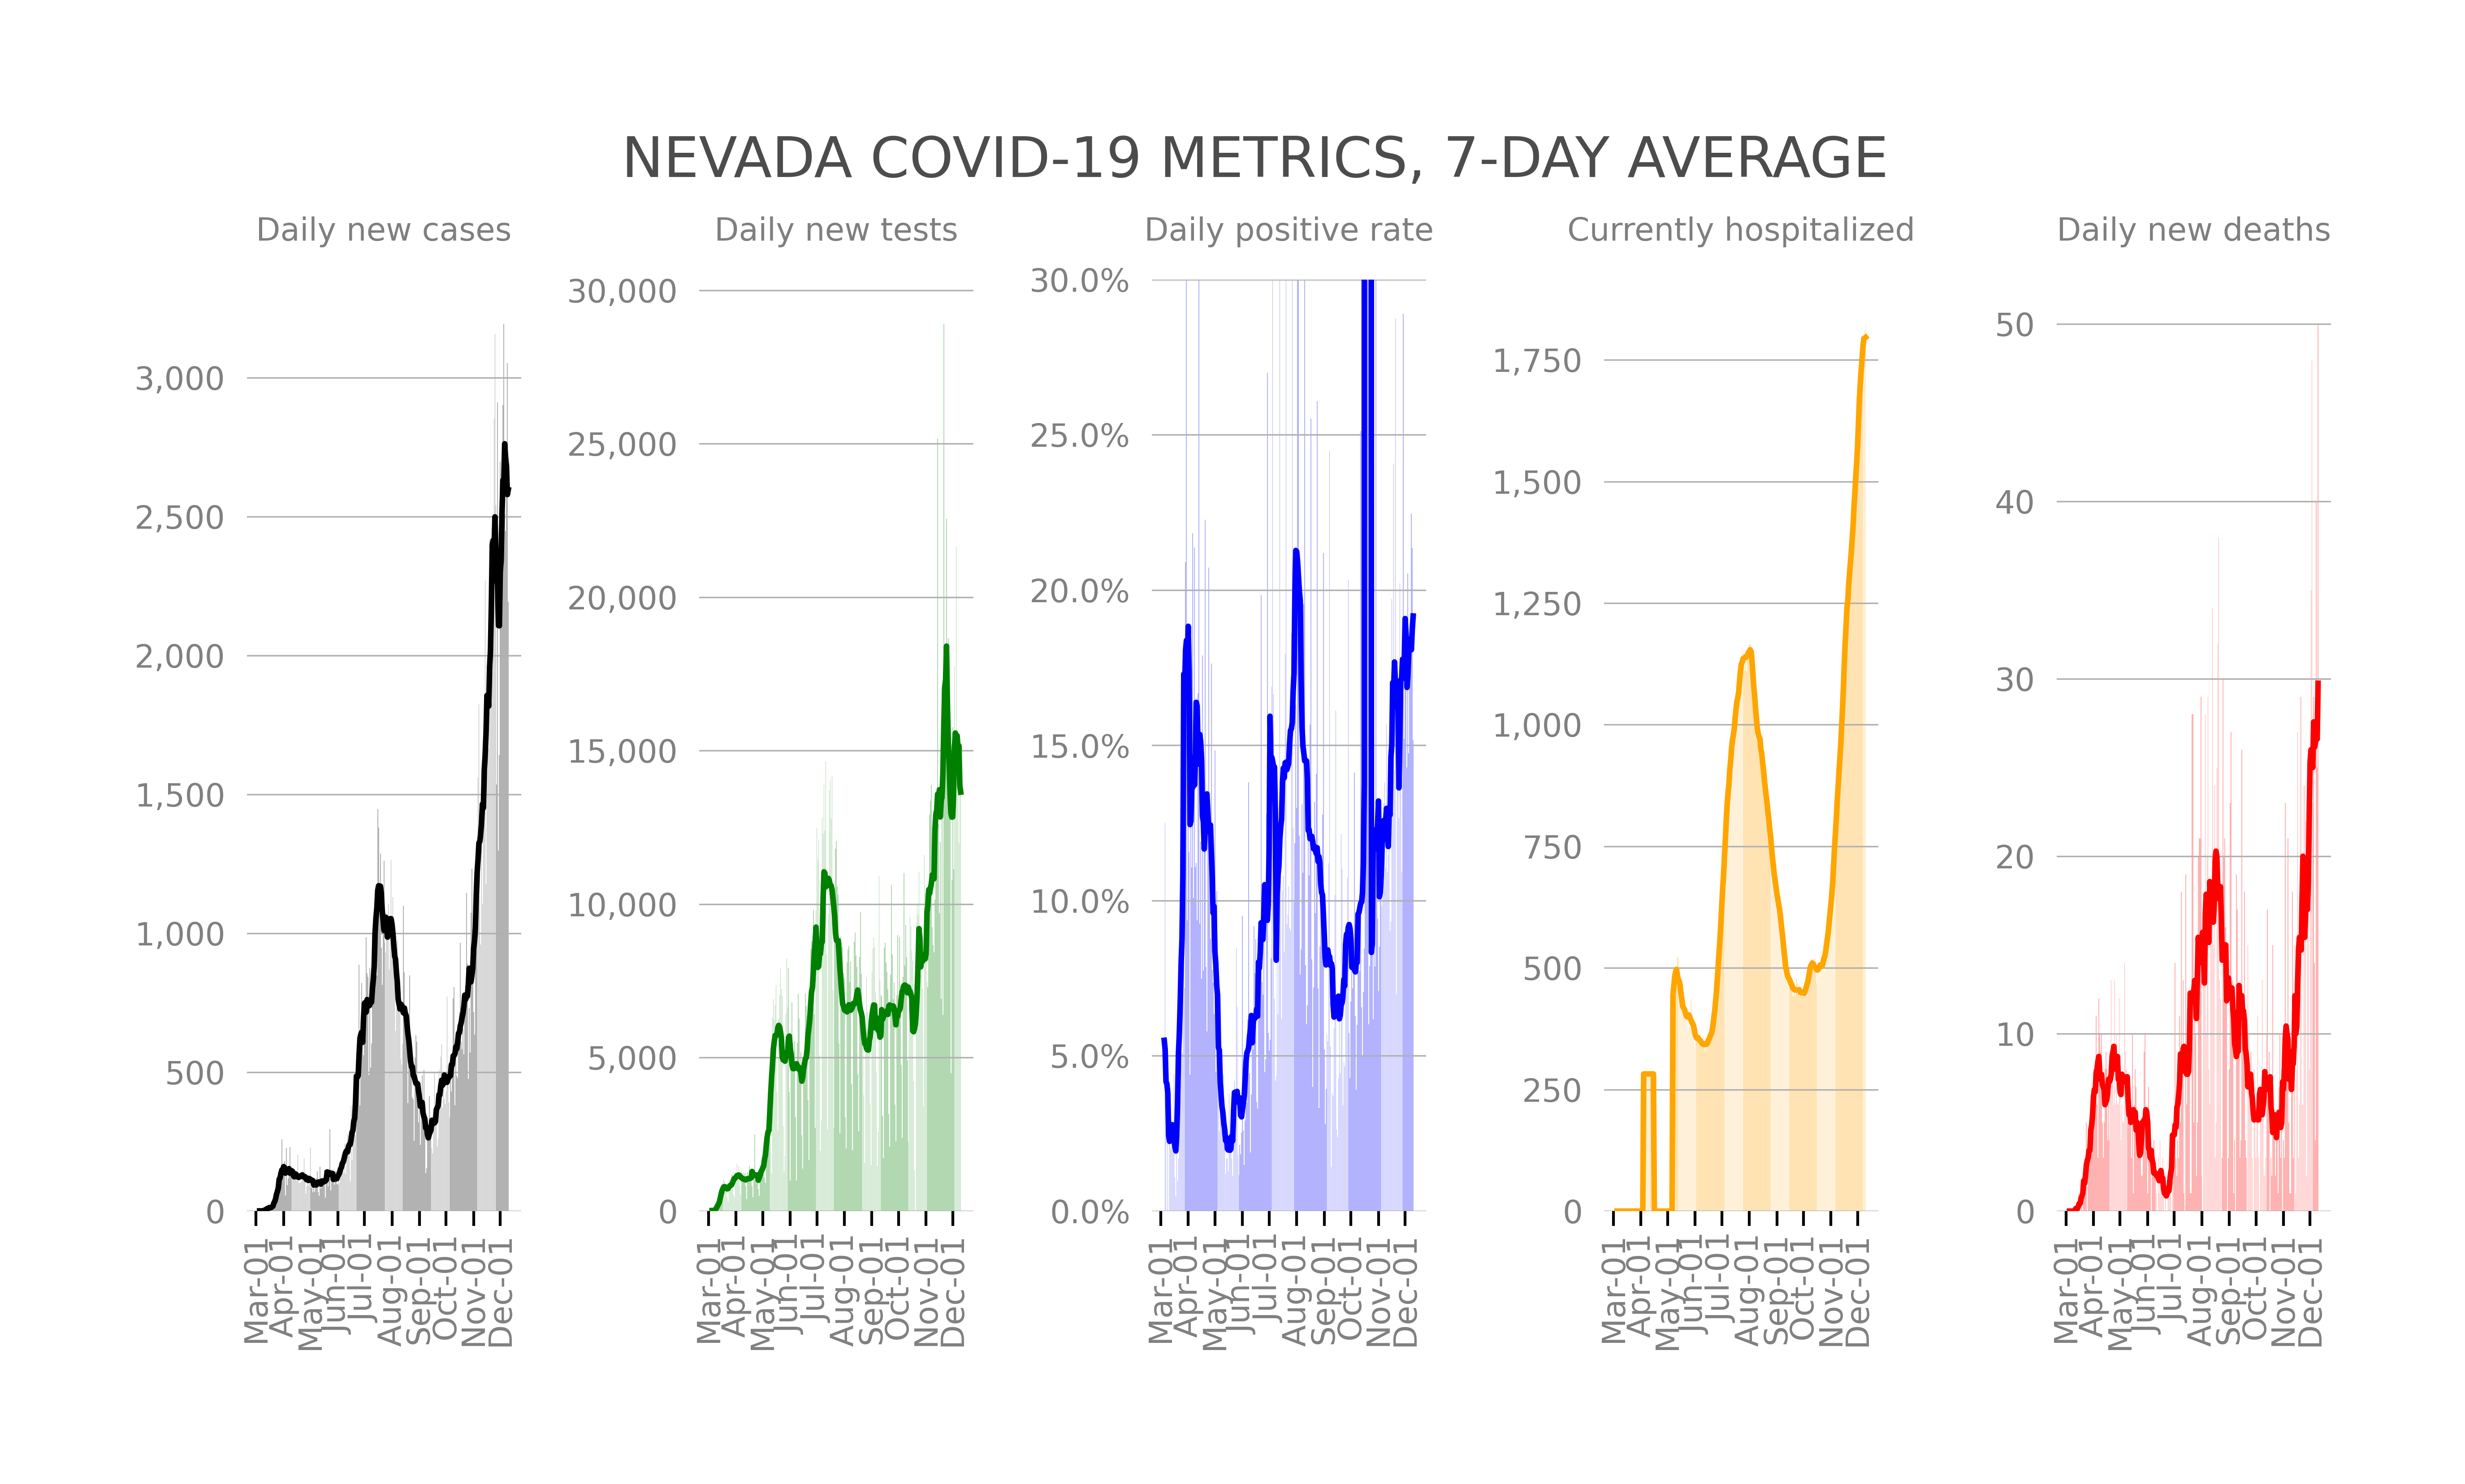 NEVADA COVID-19 METRICS, 7-DAY AVERAGE
Daily new cases
3,000
2,500
2,000
1,500
1,000
500
0
Mar-01
Apr-01
May-01
Jun-01
Jul-01
Aug-01
Sep-01
Oct-01
Nov-01
Dec-01
Daily new tests
30,000
25,000
20,000
15,000
10,000
5,000
0
Mar-01
Apr-01
May-01
Jun-01
Jul-01
Aug-01
Sep-01
Oct-01
Nov-01
Dec-01
Daily positive rate
30.0%
25.0%
20.0%
15.0%
10.0%
5.0%
0.0%
Mar-01
Apr-01
May-01
Jun-01
Jul-01
Aug-01
Sep-01
Oct-01
Nov-01
Dec-01
Currently hospitalized
1,750
1,500
1,250
1,000
750
500
250
0
Mar-01
Apr-01
May-01
Jun-01
Jul-01
Aug-01
Sep-01
Oct-01
Nov-01
Dec-01
Daily new deaths
50
40
30
20
10
0
Mar-01
Apr-01
May-01
Jun-01
Jul-01
Aug-01
Sep-01
Oct-01
Nov-01
Dec-01